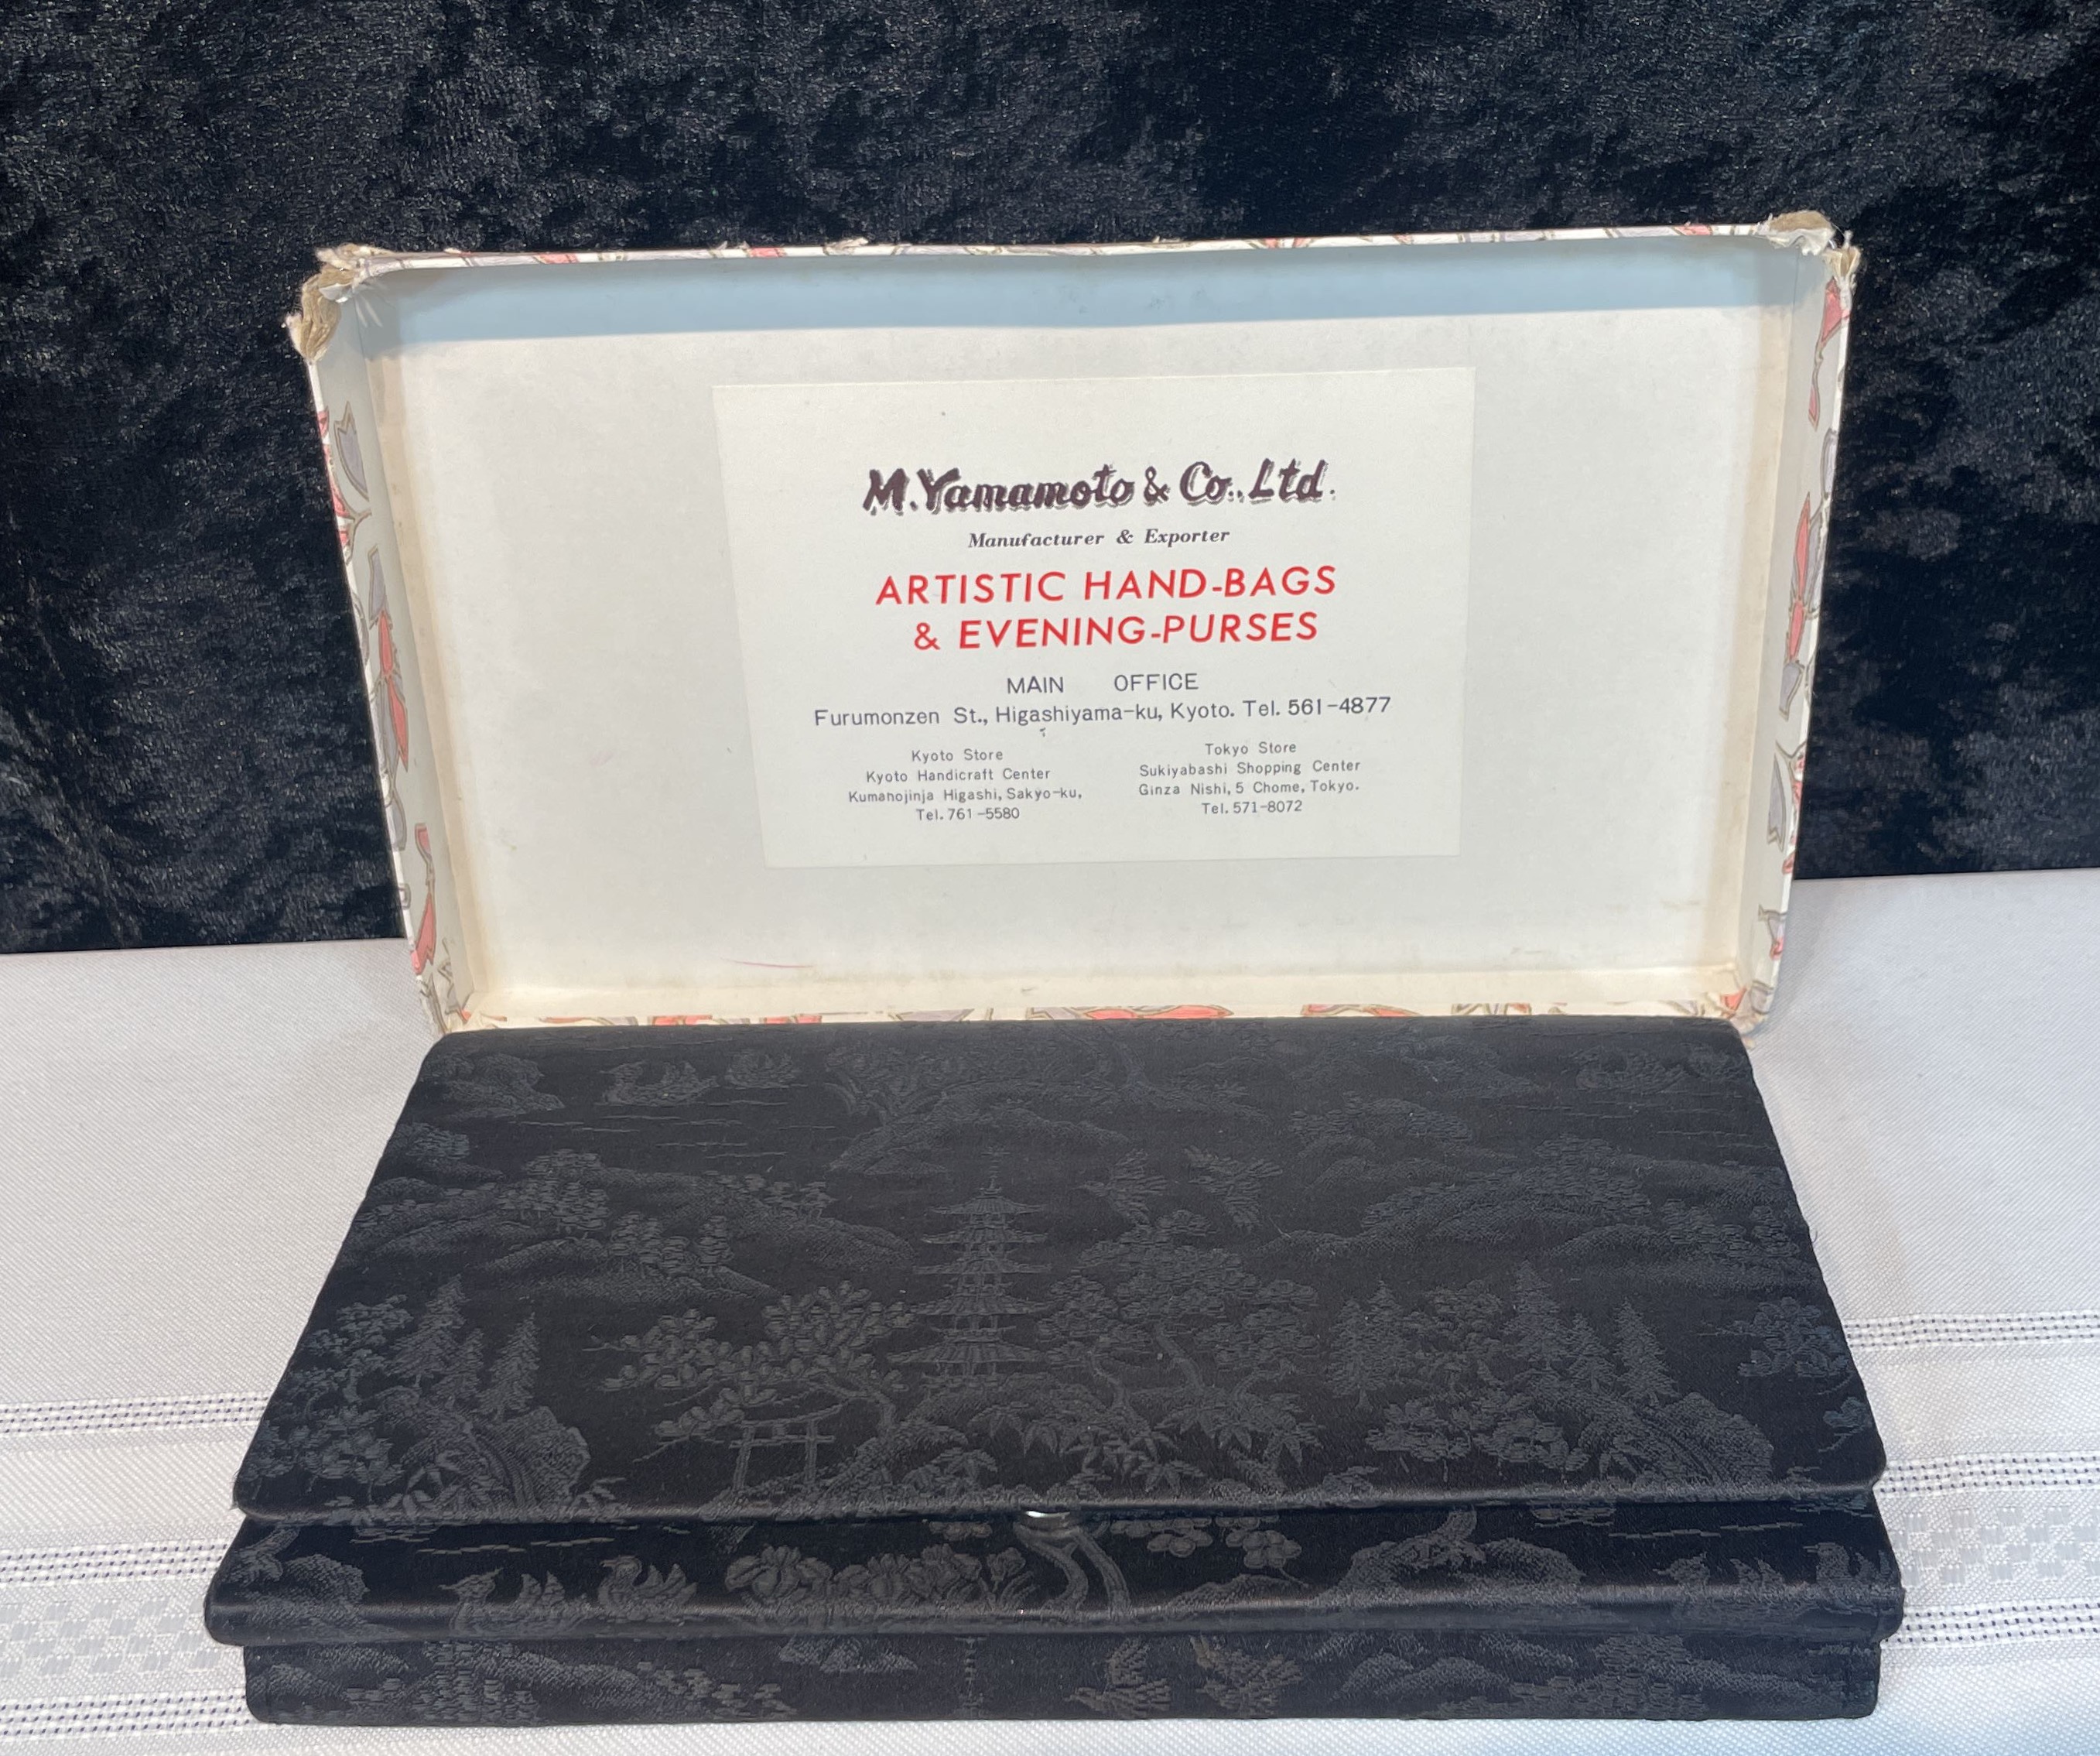 M. Yamamoto & Co., Ltd.
Manufacturer & Exporter
ARTISTIC HAND-BAGS
& EVENING-PURSES
MAIN OFFICE
Furumonzen St., Higashiyama-ku, Kyoto. Tel. 561-4877
Kyoto Store
Kyoto Handicraft Center
Kumanojinja Higashi, Sakyo-ku,
Tel. 761-5580
Tokyo Store
Sukiyabashi Shopping Center
Ginza Nishi, 5 Chome, Tokyo.
Tel. 571-8072